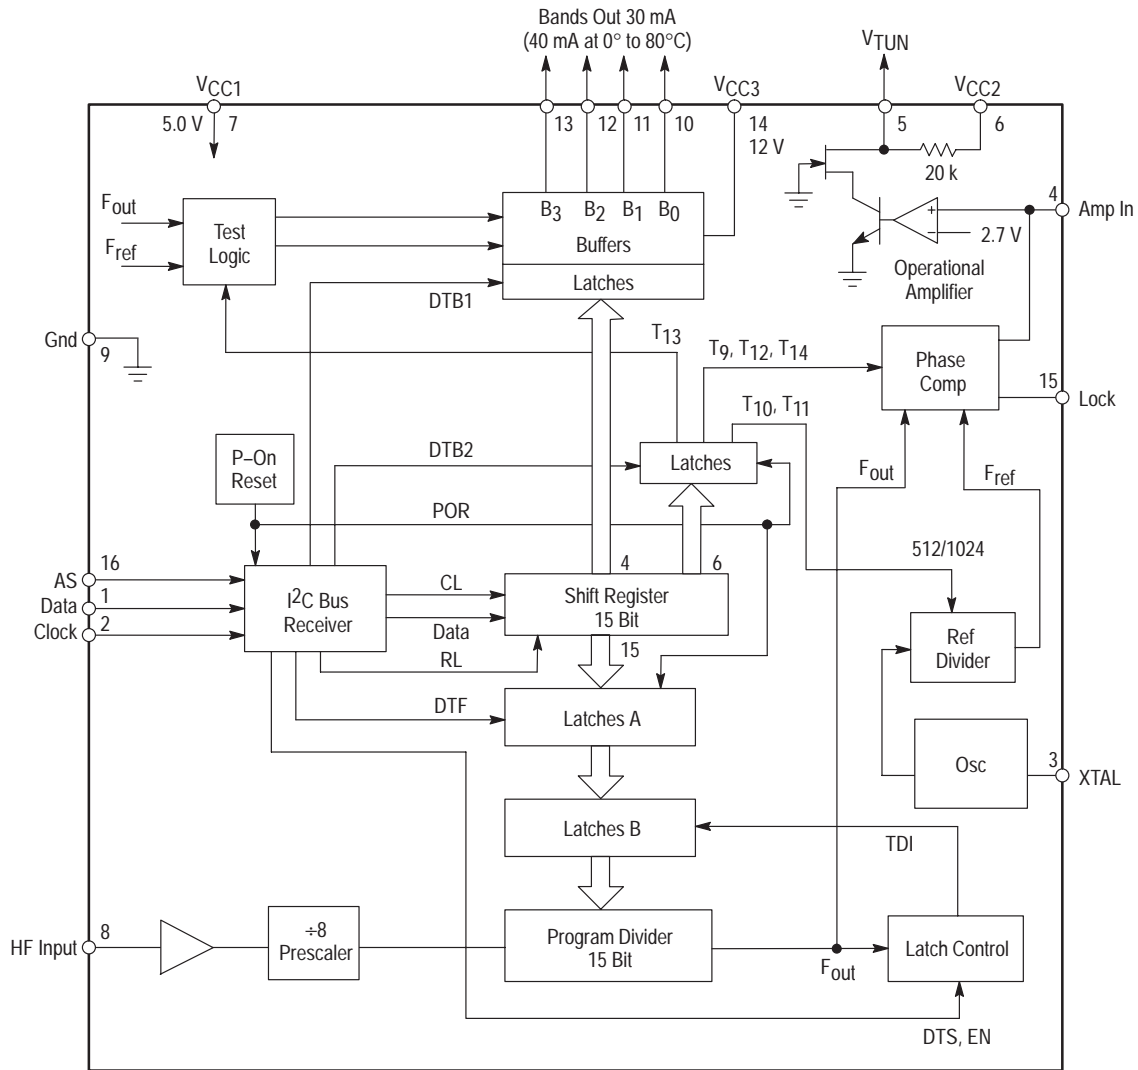 Bands Out 30 mA
(40 mA at 0° to 80°C)
VTUN
VCC1
VCC3
VCC2
5.0 V
7
13
12
11
10
14
12 V
5
6
20 k
4
Amp In
Fout
Fref
Test
Logic
B3
B2
B1
B0
Buffers
Latches
+
–
2.7 V
Operational
Amplifier
DTB1
Gnd
9
T13
T9, T12, T14
Phase
Comp
15
Lock
T10, T11
P–On
Reset
DTB2
Latches
Fout
Fref
POR
512/1024
16
AS
1
Data
2
Clock
I2C Bus
Receiver
CL
Data
RL
4
6
Shift Register
15 Bit
15
Ref
Divider
DTF
Latches A
Osc
3
XTAL
Latches B
TDI
8
HF Input
÷8
Prescaler
Program Divider
15 Bit
Fout
Latch Control
DTS, EN